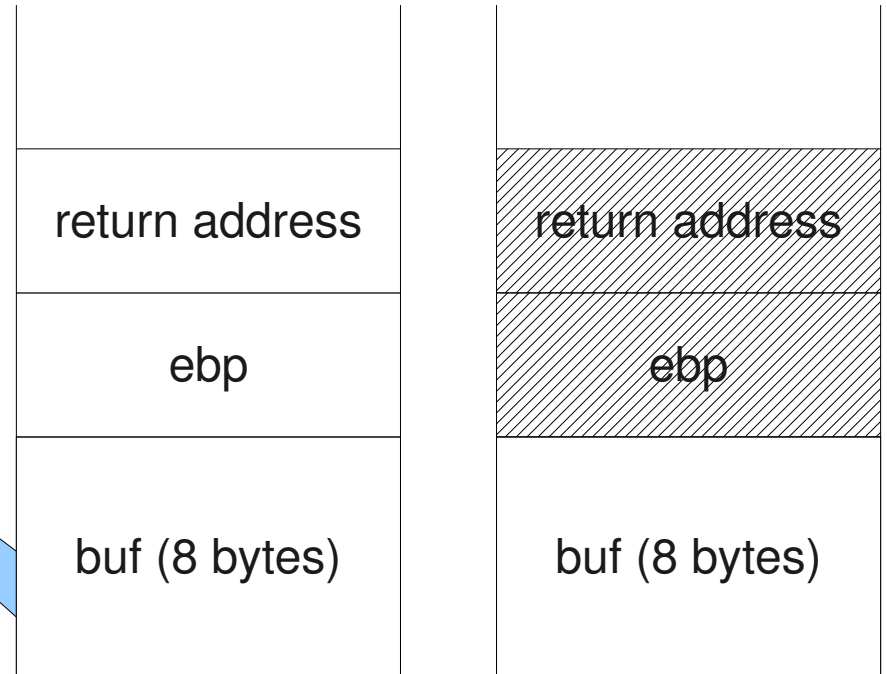 return address
ebp
buf (8 bytes)
return address
ebp
buf (8 bytes)